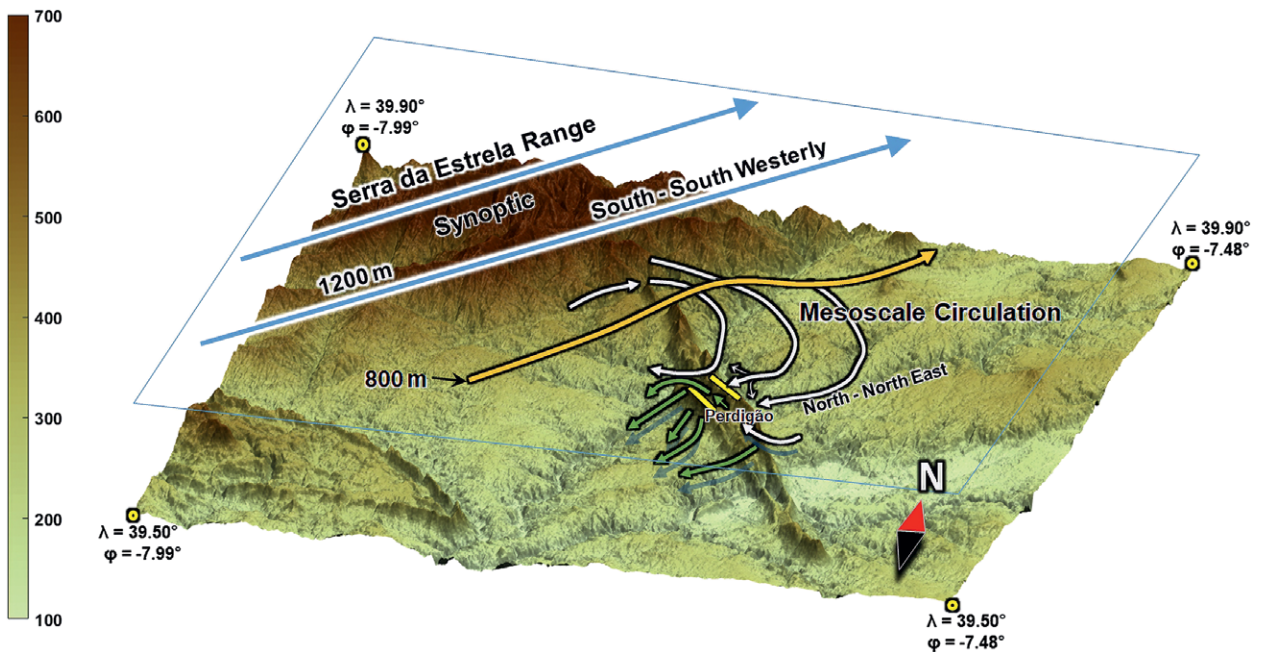 700
600
500
400
300
200
100
λ = 39.90°
φ = -7.99°
Serra da Estrela Range
Synoptic
South - South Westerly
1200 m
λ = 39.90°
φ = -7.48°
Mesoscale Circulation
800 m
North - North East
Perdigão
N
λ = 39.50°
φ = -7.99°
λ = 39.50°
φ = -7.48°